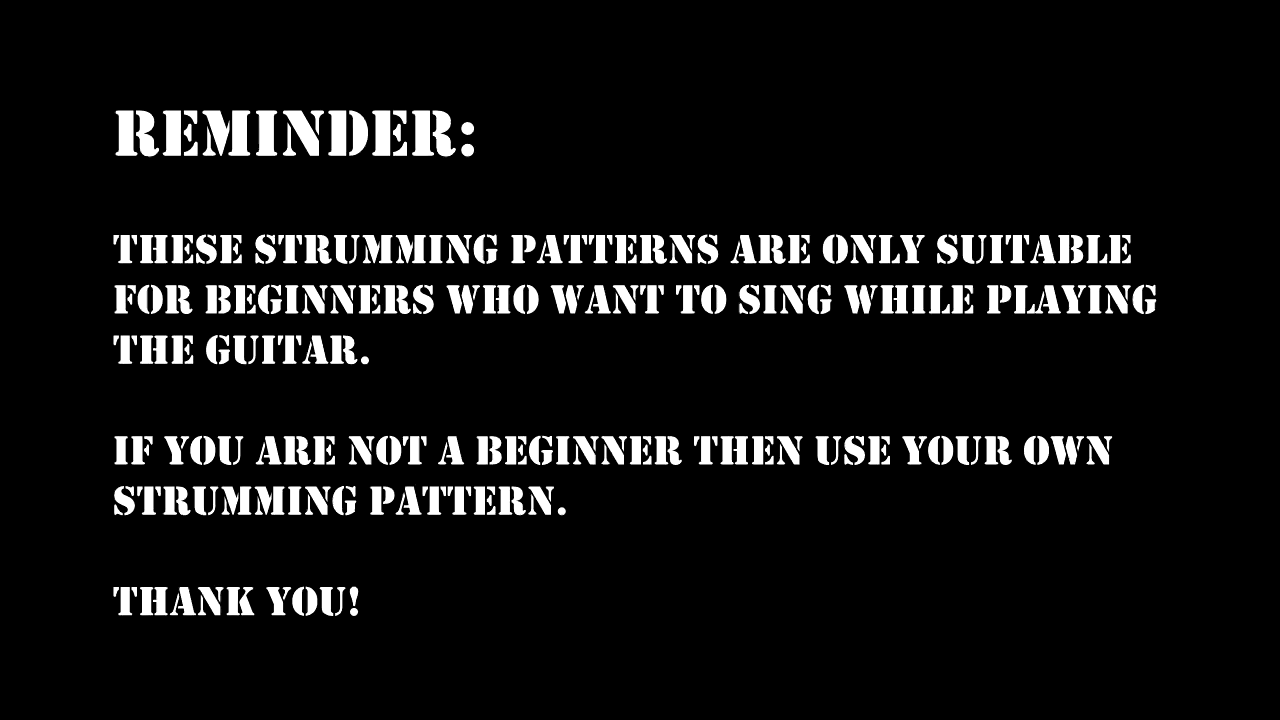 REMINDER:
THESE STRUMMING PATTERNS ARE ONLY SUITABLE
FOR BEGINNERS WHO WANT TO SING WHILE PLAYING
THE GUITAR.
IF YOU ARE NOT A BEGINNER THEN USE YOUR OWN
STRUMMING PATTERN.
THANK YOU!